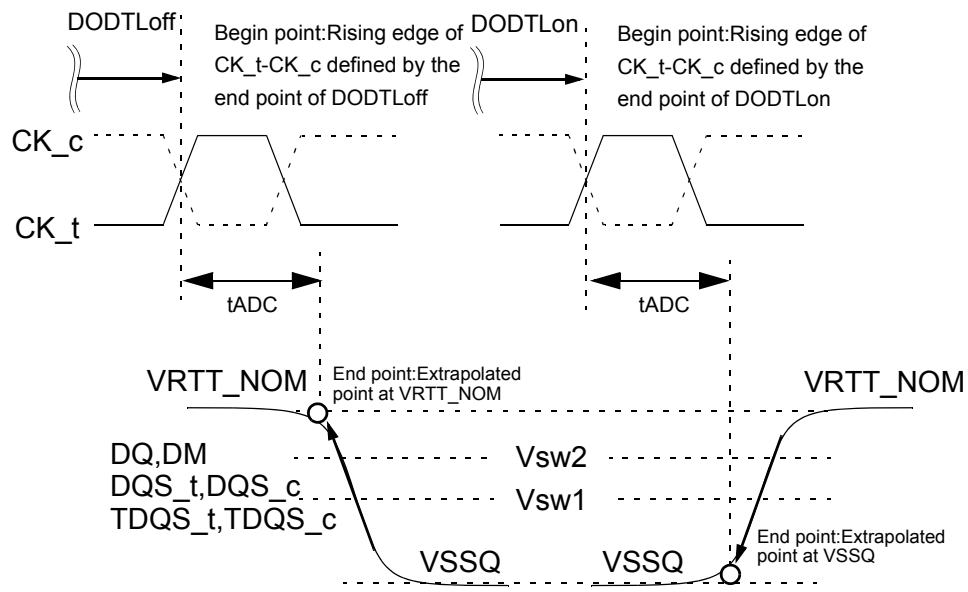 DODTLoff
Begin point:Rising edge of
CK_t-CK_c defined by the
end point of DODTLoff
DODTLon
Begin point:Rising edge of
CK_t-CK_c defined by the
end point of DODTLon
CK_c
CK_t
tADC
tADC
VRTT_NOM
End point:Extrapolated
point at VRTT_NOM
VRTT_NOM
DQ,DM
DQS_t,DQS_c
TDQS_t,TDQS_c
Vsw2
Vsw1
VSSQ
VSSQ
End point:Extrapolated
point at VSSQ